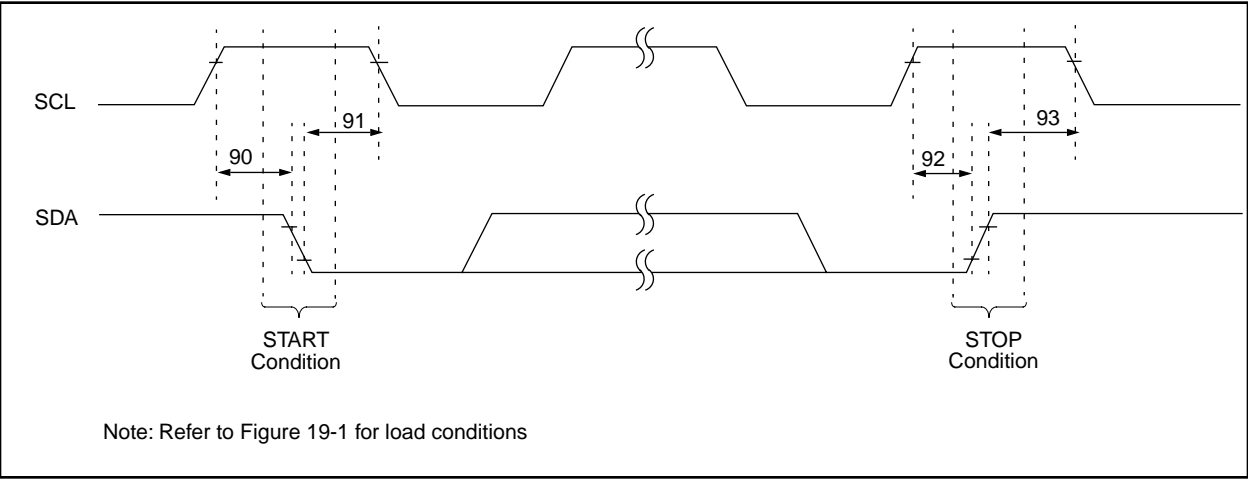 SCL
91
93
90
92
SDA
START
Condition
STOP
Condition
Note: Refer to Figure 19-1 for load conditions